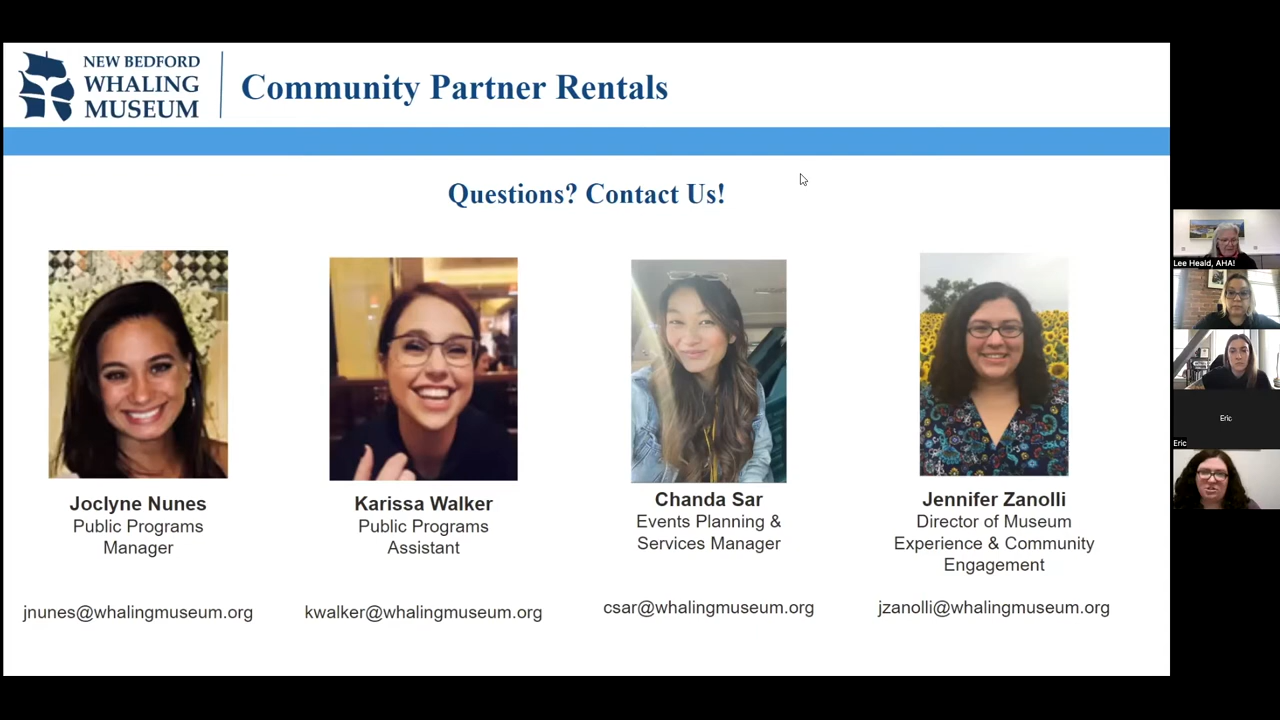 NEW BEDFORD
WHALING
MUSEUM
Community Partner Rentals
Questions? Contact Us!
Joclyne Nunes
Public Programs
Manager
jnunes@whalingmuseum.org
Karissa Walker
Public Programs
Assistant
kwalker@whalingmuseum.org
Chanda Sar
Events Planning &
Services Manager
csar@whalingmuseum.org
Jennifer Zanolli
Director of Museum
Experience & Community
Engagement
jzanolli@whalingmuseum.org
Lee Heald, AHA!
Eric
Eric